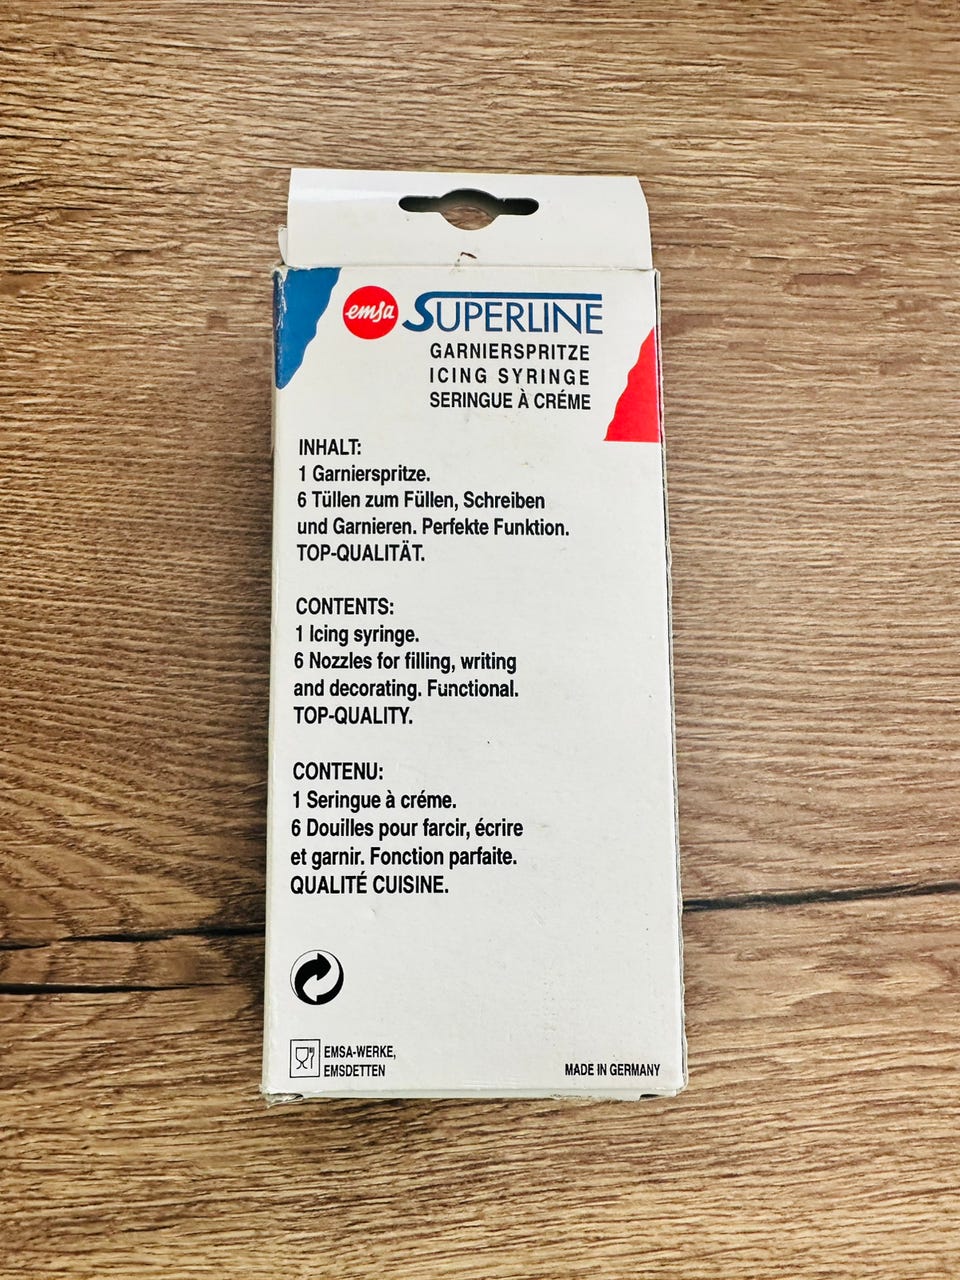 emsa SUPERLINE
GARNIERSPRITZE
ICING SYRINGE
SERINGUE À CRÉME
INHALT:
1 Garnierspritze.
6 Tüllen zum Füllen, Schreiben
und Garnieren. Perfekte Funktion.
TOP-QUALITÄT.
CONTENTS:
1 Icing syringe.
6 Nozzles for filling, writing
and decorating. Functional.
TOP-QUALITY.
CONTENU:
1 Seringue à créme.
6 Douilles pour farcir, écrire
et garnir. Fonction parfaite.
QUALITÉ CUISINE.
EMSA-WERKE,
EMSDETTEN
MADE IN GERMANY